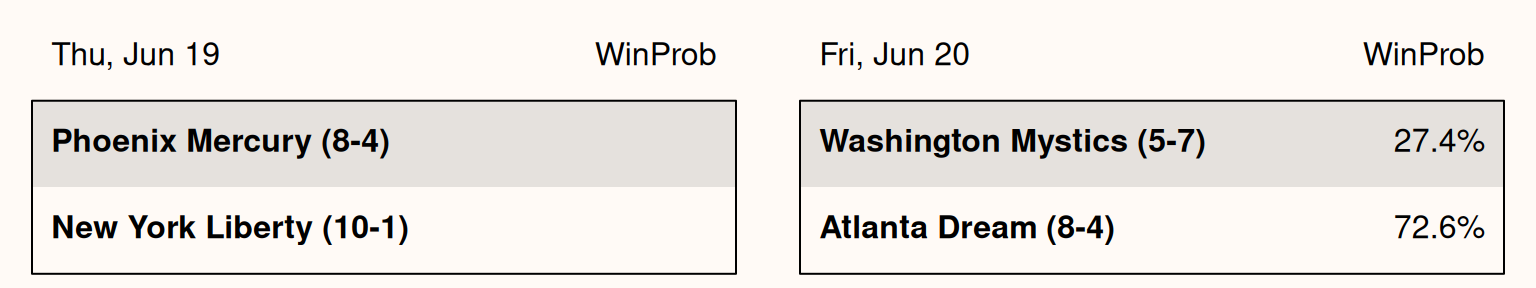 Thu, Jun 19 WinProb
Phoenix Mercury (8-4)
New York Liberty (10-1)
Fri, Jun 20 WinProb
Washington Mystics (5-7) 27.4%
Atlanta Dream (8-4) 72.6%